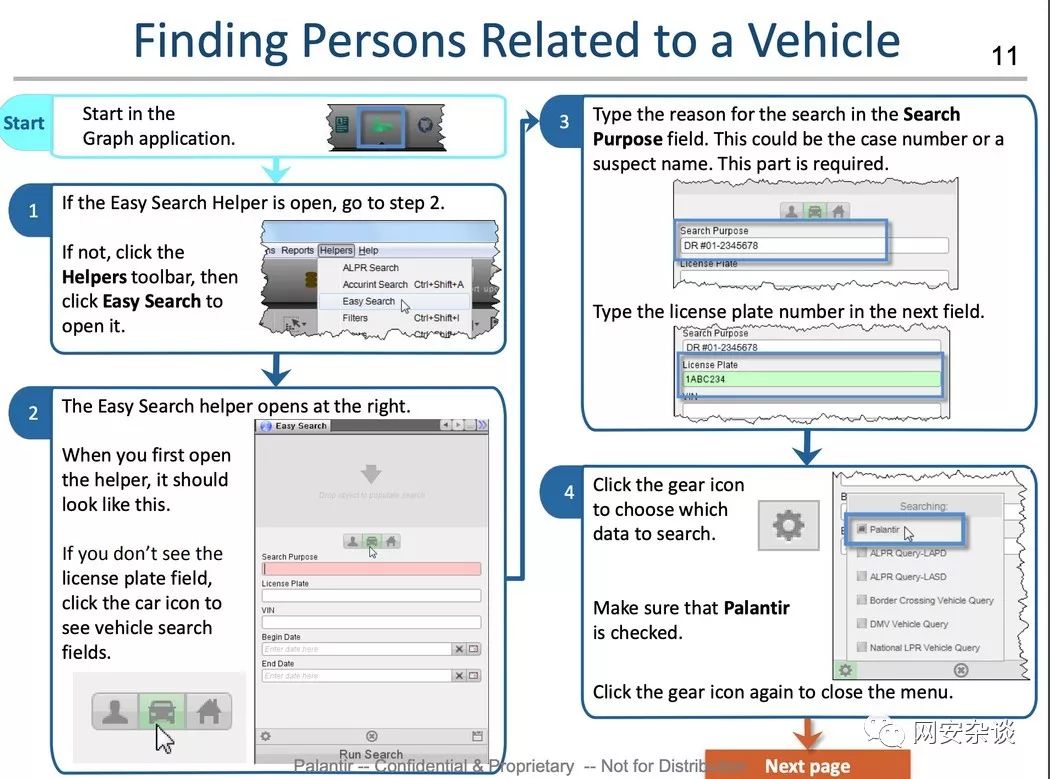 Finding Persons Related to a Vehicle
11
Start
Start in the
Graph application.
1
If the Easy Search Helper is open, go to step 2.
If not, click the
Helpers toolbar, then
click Easy Search to
open it.
Reports Helpers Help
ALPR Search
Accurint Search Ctrl+Shift+A
Easy Search
Filters Ctrl+Shift+I
2
The Easy Search helper opens at the right.
When you first open
the helper, it should
look like this.
If you don't see the
license plate field,
click the car icon to
see vehicle search
fields.
Easy Search
Drop object to populate search
Search Purpose
License Plate
VIN
Begin Date
Enter date here
End Date
Enter date here
Run Search
3
Type the reason for the search in the Search
Purpose field. This could be the case number or a
suspect name. This part is required.
Search Purpose
DR #01-2345678
License Plate
Type the license plate number in the next field.
Search Purpose
DR #01-2345678
License Plate
1ABC234
VIN
4
Click the gear icon
to choose which
data to search.
Make sure that Palantir
is checked.
Searching:
Palantir
ALPR Query-LAPD
ALPR Query-LASD
Border Crossing Vehicle Query
DMV Vehicle Query
National LPR Vehicle Query
Click the gear icon again to close the menu.
网安杂谈
Palantir -- Confidential & Proprietary -- Not for
Next page